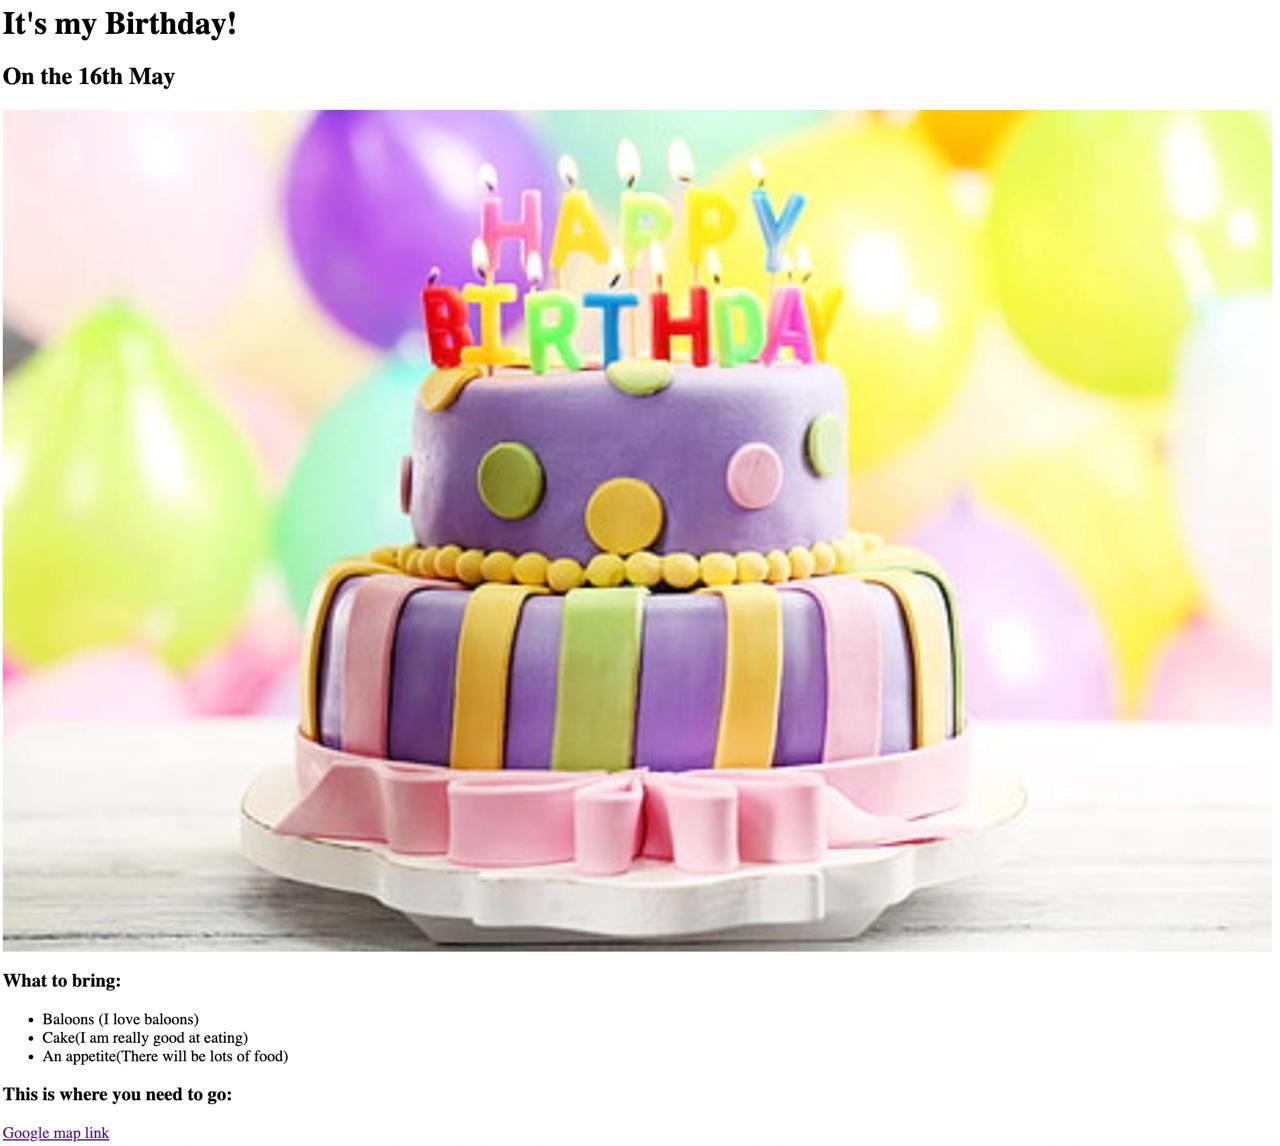 It's my Birthday!
On the 16th May
HAPPY
BIRTHDAY
What to bring:
Baloons (I love baloons)
Cake(I am really good at eating)
An appetite(There will be lots of food)
This is where you need to go:
Google map link